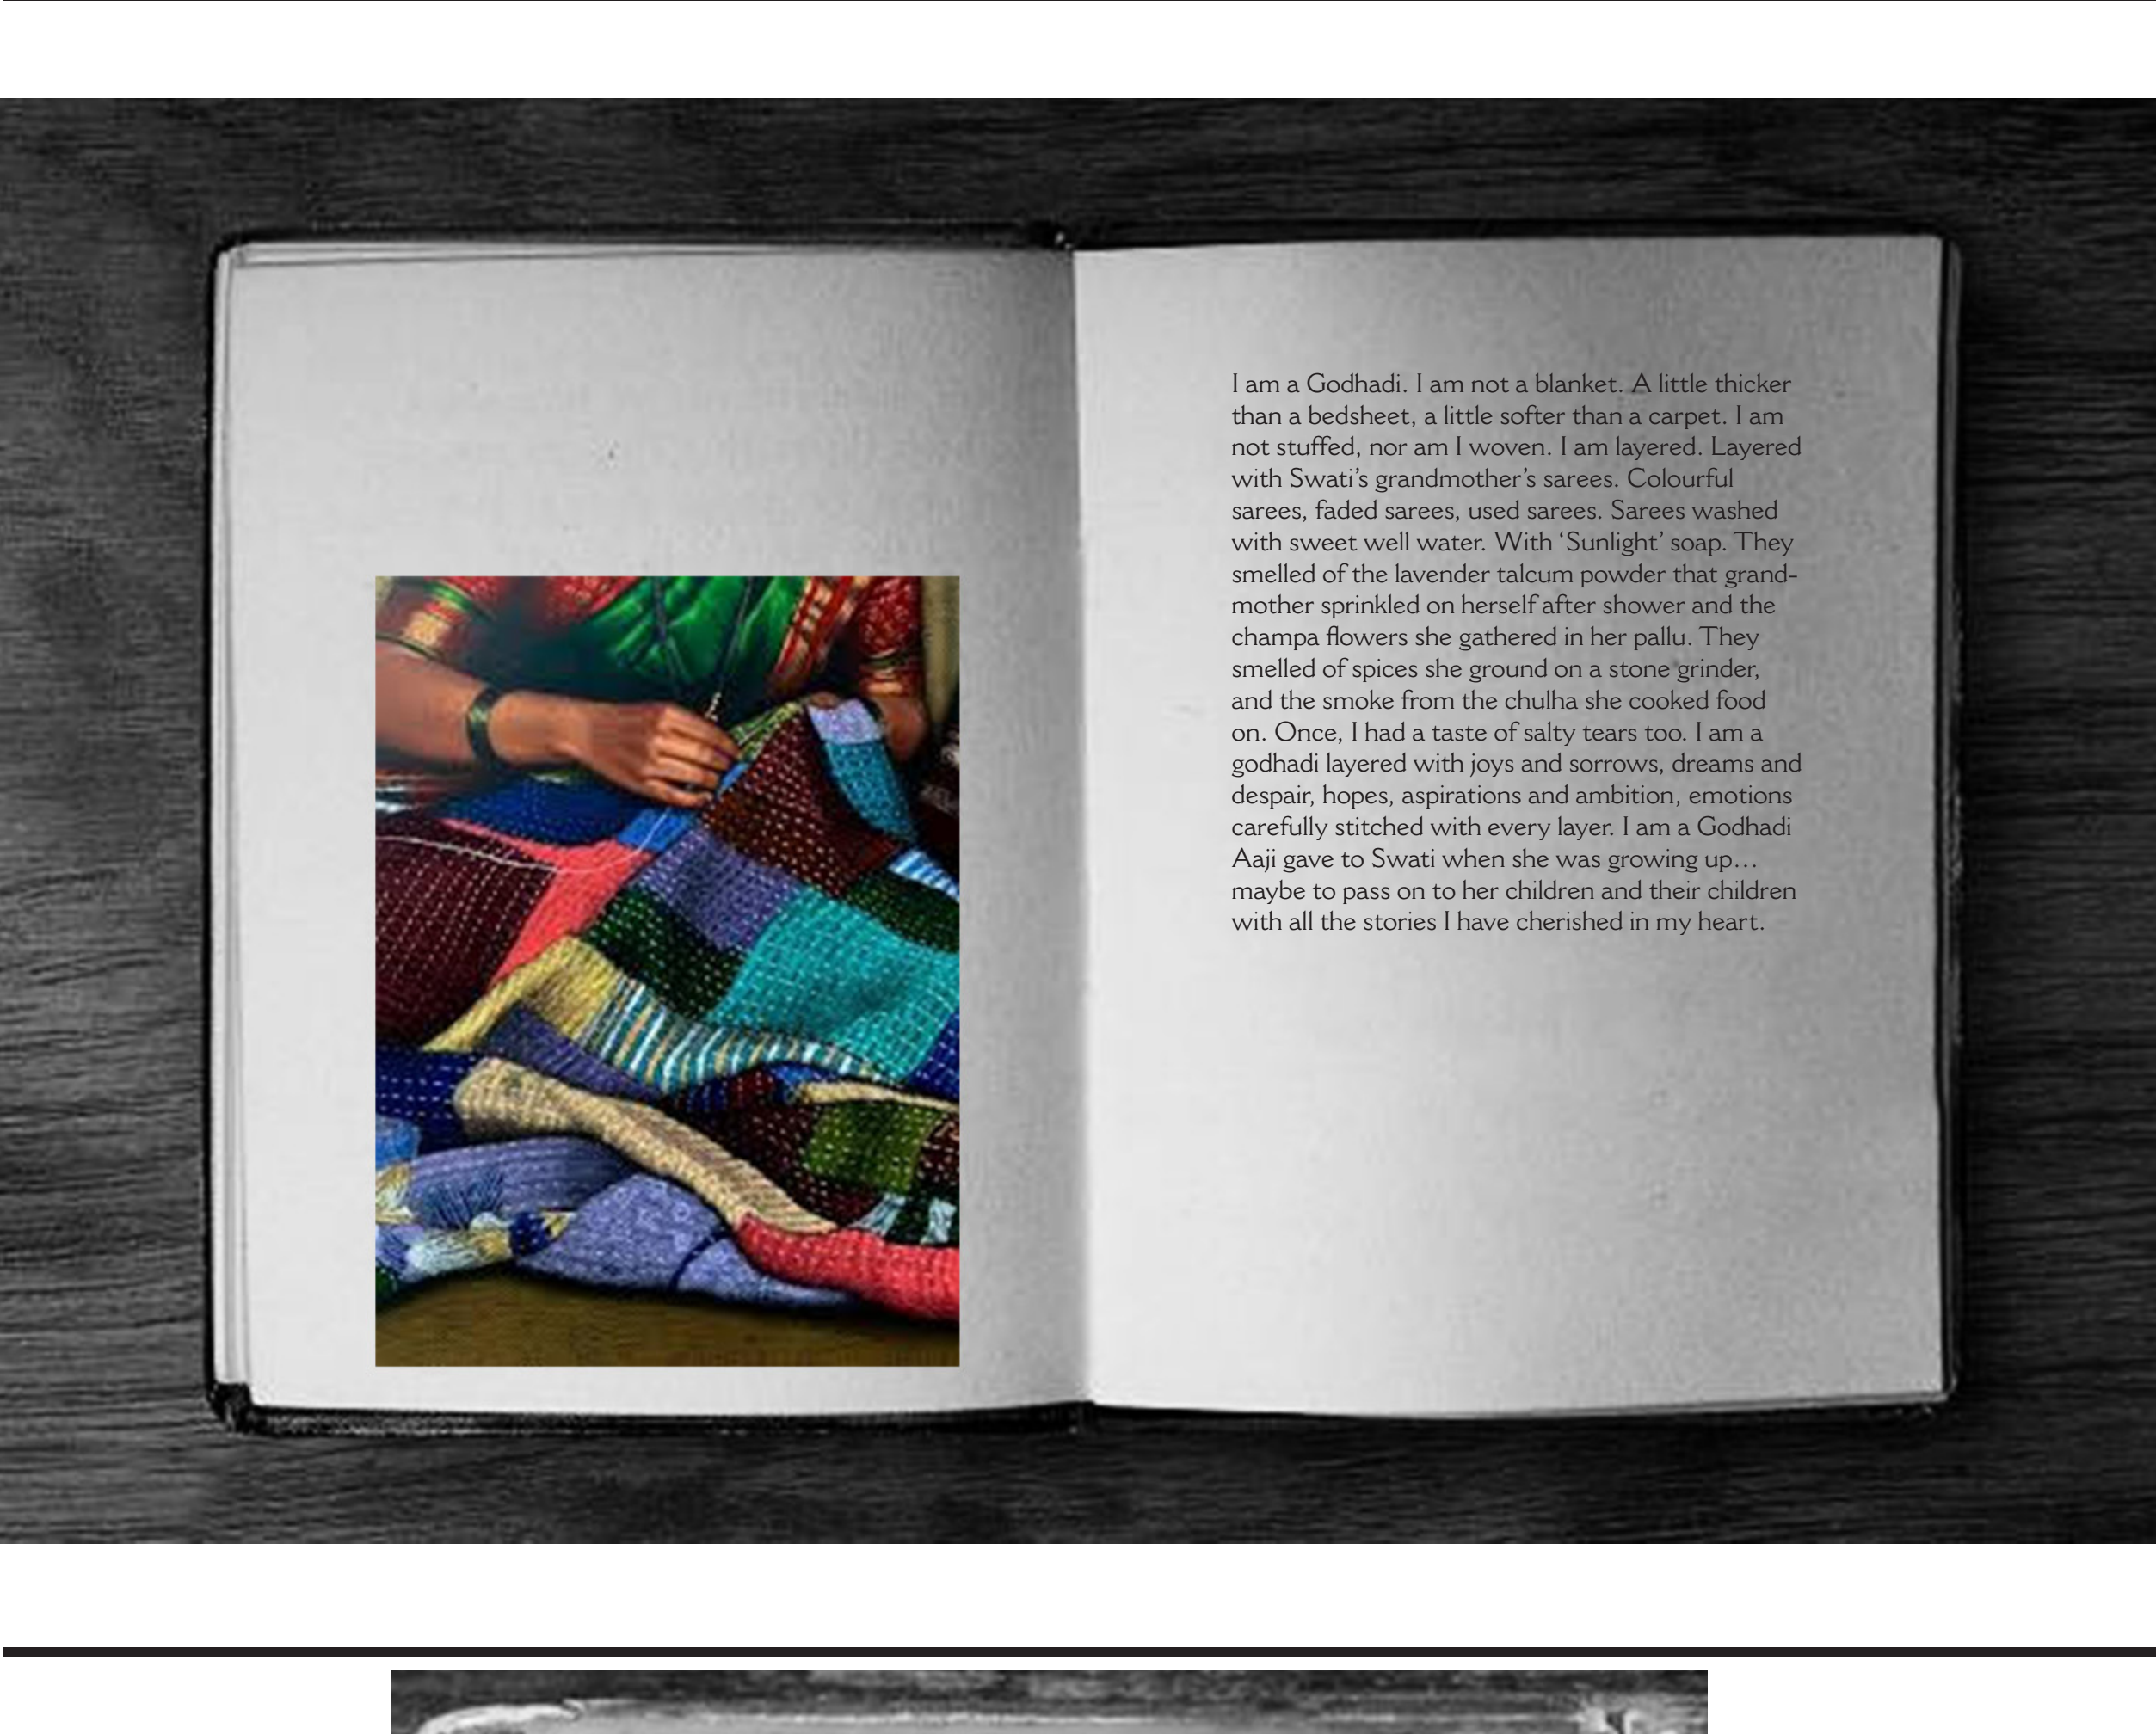 I am a Godhadi. I am not a blanket. A little thicker
than a bedsheet, a little softer than a carpet. I am
not stuffed, nor am I woven. I am layered. Layered
with Swati’s grandmother’s sarees. Colourful
sarees, faded sarees, used sarees. Sarees washed
with sweet well water. With ‘Sunlight’ soap. They
smelled of the lavender talcum powder that grand-
mother sprinkled on herself after shower and the
champa flowers she gathered in her pallu. They
smelled of spices she ground on a stone grinder,
and the smoke from the chulha she cooked food
on. Once, I had a taste of salty tears too. I am a
godhadi layered with joys and sorrows, dreams and
despair, hopes, aspirations and ambition, emotions
carefully stitched with every layer. I am a Godhadi
Aaji gave to Swati when she was growing up…
maybe to pass on to her children and their children
with all the stories I have cherished in my heart.